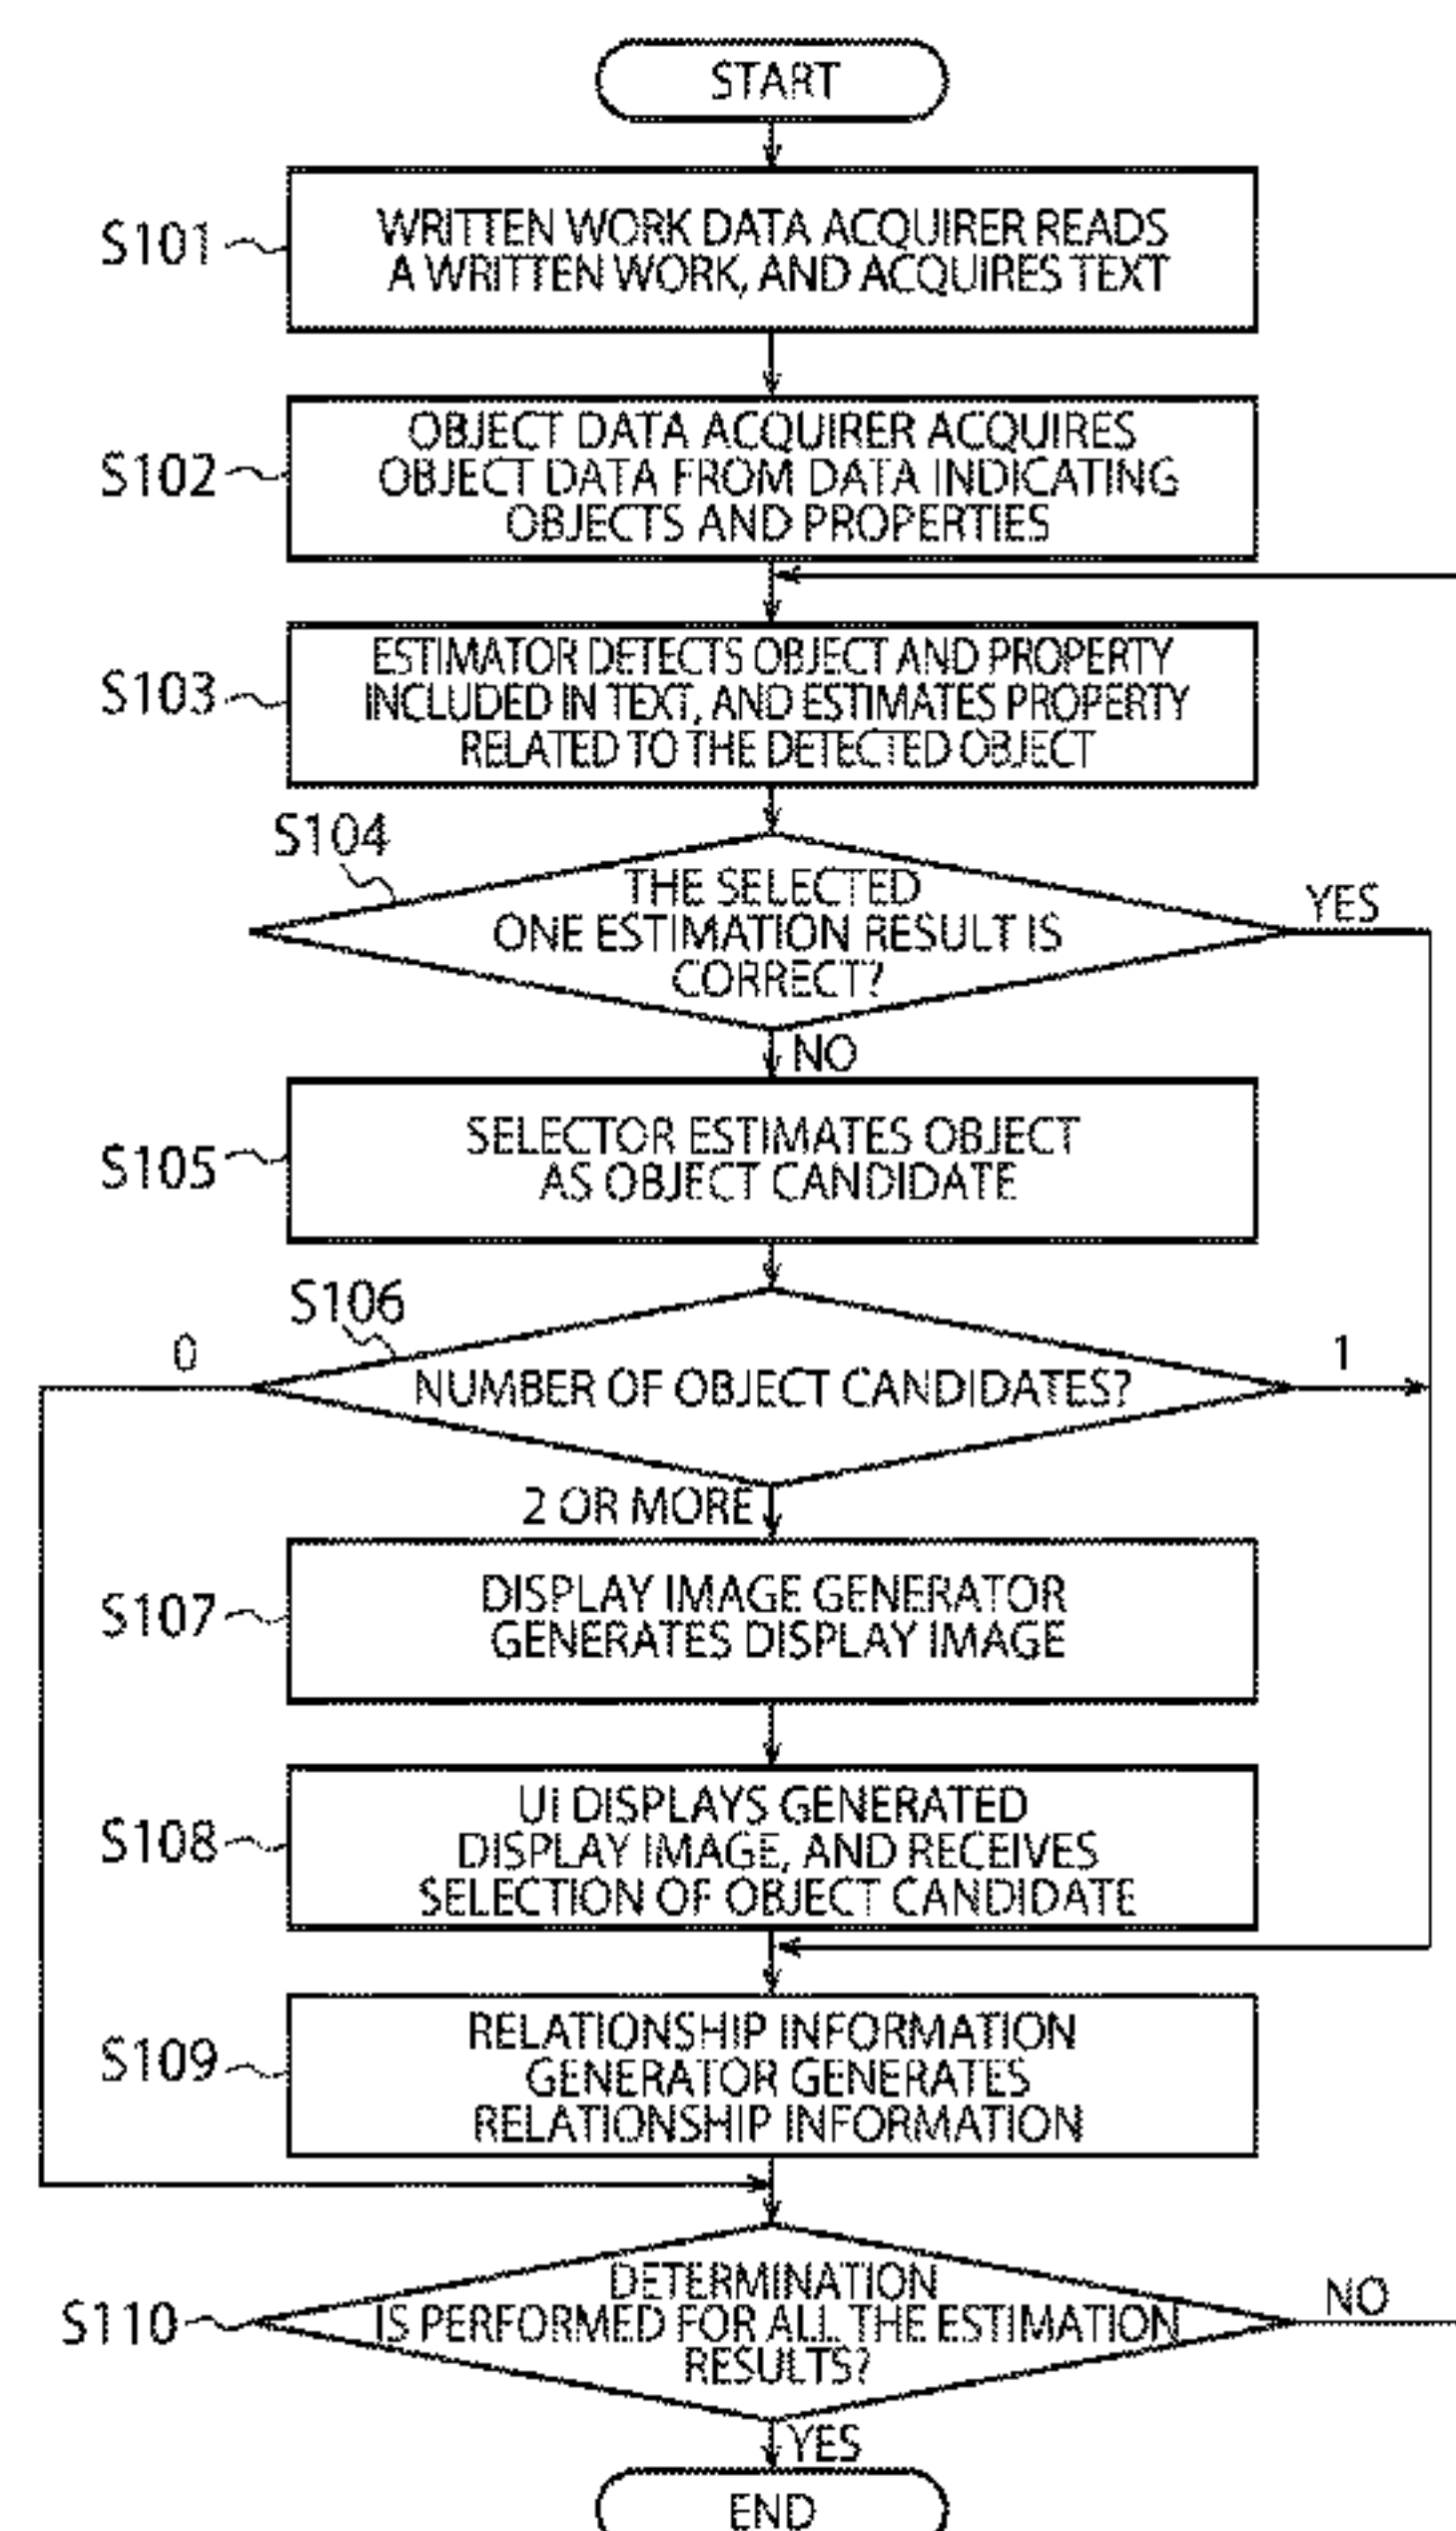 START
S101
WRITTEN WORK DATA ACQUIRER READS
A WRITTEN WORK, AND ACQUIRES TEXT
S102
OBJECT DATA ACQUIRER ACQUIRES
OBJECT DATA FROM DATA INDICATING
OBJECTS AND PROPERTIES
S103
ESTIMATOR DETECTS OBJECT AND PROPERTY
INCLUDED IN TEXT, AND ESTIMATES PROPERTY
RELATED TO THE DETECTED OBJECT
S104
THE SELECTED
ONE ESTIMATION RESULT IS
CORRECT?
YES
NO
S105
SELECTOR ESTIMATES OBJECT
AS OBJECT CANDIDATE
S106
0
NUMBER OF OBJECT CANDIDATES?
1
2 OR MORE
S107
DISPLAY IMAGE GENERATOR
GENERATES DISPLAY IMAGE
S108
UI DISPLAYS GENERATED
DISPLAY IMAGE, AND RECEIVES
SELECTION OF OBJECT CANDIDATE
S109
RELATIONSHIP INFORMATION
GENERATOR GENERATES
RELATIONSHIP INFORMATION
S110
DETERMINATION
IS PERFORMED FOR ALL THE ESTIMATION
RESULTS?
NO
YES
END